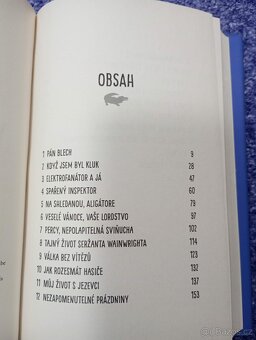 OBSAH
1 PÁN BLECH 9
2 KDYŽ JSEM BYL KLUK 28
3 ELEKTROFANÁTOR A JÁ 47
4 SPAŘENÝ INSPEKTOR 60
5 NA SHLEDANOU, ALIGÁTORE 79
6 VESELÉ VÁNOCE, VAŠE LORDSTVO 97
7 PERCY, NEPOLAPITELNÁ SVIŇUCHA 102
8 TAJNÝ ŽIVOT SERŽANTA WAINWRIGHTA 114
9 VÁLKA BEZ VÍTĚZŮ 123
10 JAK ROZESMÁT HASIČE 132
11 MŮJ ŽIVOT S JEZEVCI 137
12 NEZAPOMENUTELNÉ PRÁZDNINY 153